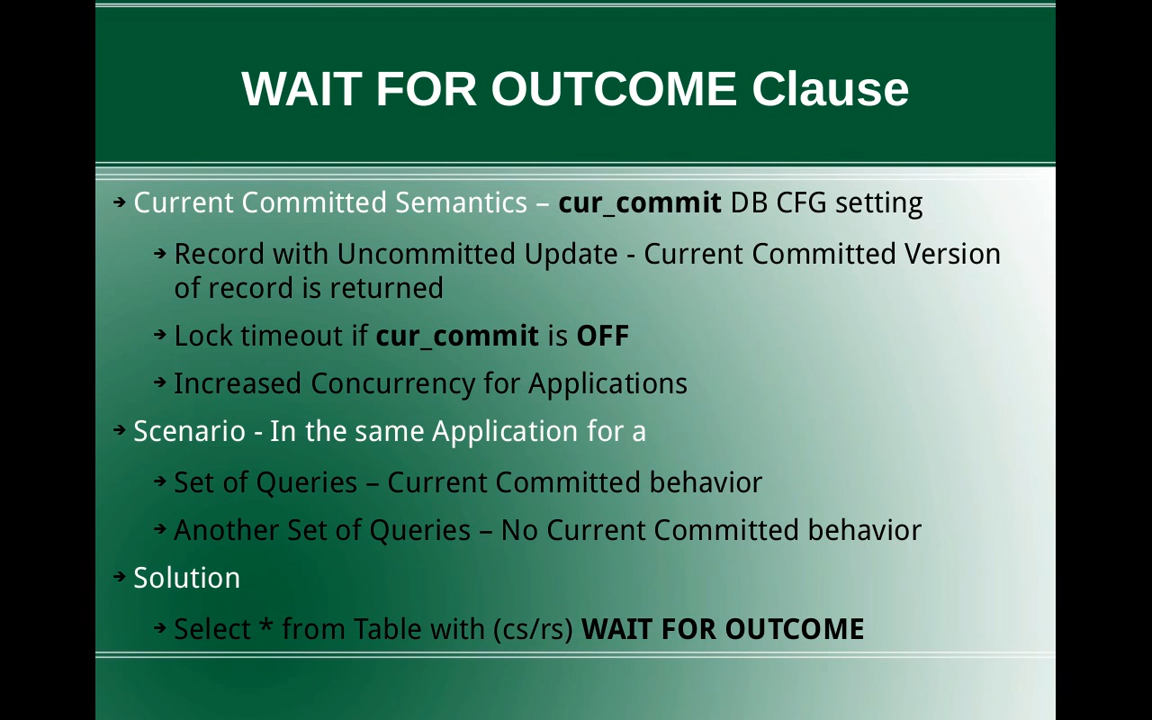 WAIT FOR OUTCOME Clause
➔ Current Committed Semantics – cur_commit DB CFG setting
➔ Record with Uncommitted Update - Current Committed Version
of record is returned
➔ Lock timeout if cur_commit is OFF
➔ Increased Concurrency for Applications
➔ Scenario - In the same Application for a
➔ Set of Queries – Current Committed behavior
➔ Another Set of Queries – No Current Committed behavior
➔ Solution
➔ Select * from Table with (cs/rs) WAIT FOR OUTCOME